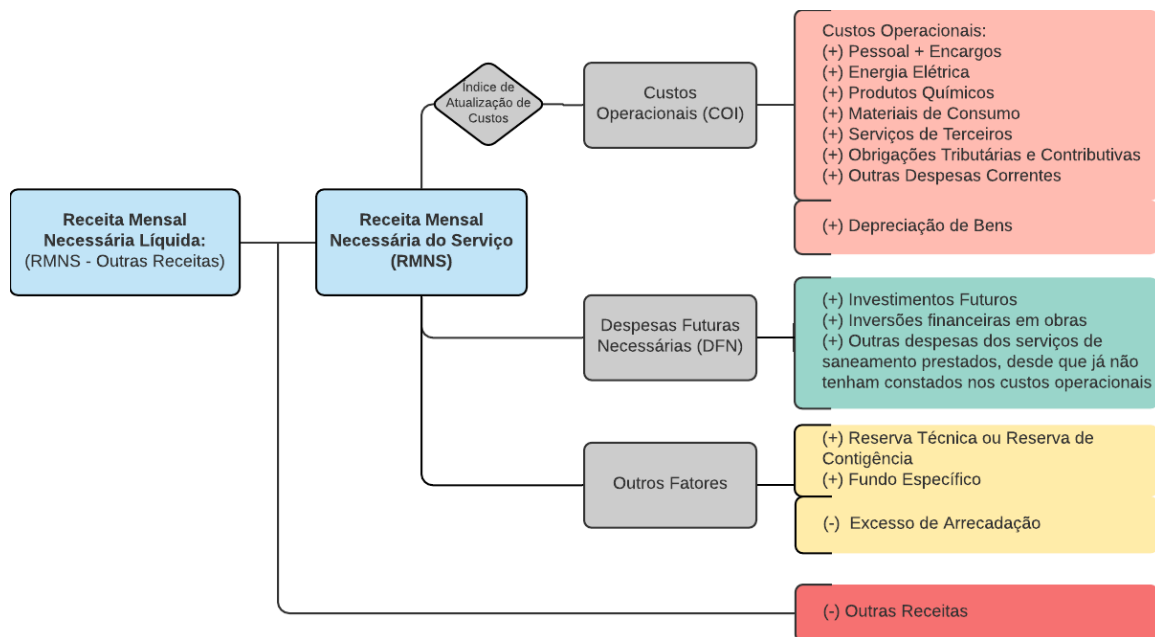 Receita Mensal
Necessária Líquida:
(RMNS - Outras Receitas)
Receita Mensal
Necessária do Serviço
(RMNS)
Índice de
Atualização de
Custos
Custos
Operacionais (COI)
Custos Operacionais:
(+) Pessoal + Encargos
(+) Energia Elétrica
(+) Produtos Químicos
(+) Materiais de Consumo
(+) Serviços de Terceiros
(+) Obrigações Tributárias e Contributivas
(+) Outras Despesas Correntes
(+) Depreciação de Bens
Despesas Futuras
Necessárias (DFN)
(+) Investimentos Futuros
(+) Inversões financeiras em obras
(+) Outras despesas dos serviços de
saneamento prestados, desde que já não
tenham constados nos custos operacionais
Outros Fatores
(+) Reserva Técnica ou Reserva de
Contigência
(+) Fundo Específico
(-) Excesso de Arrecadação
(-) Outras Receitas